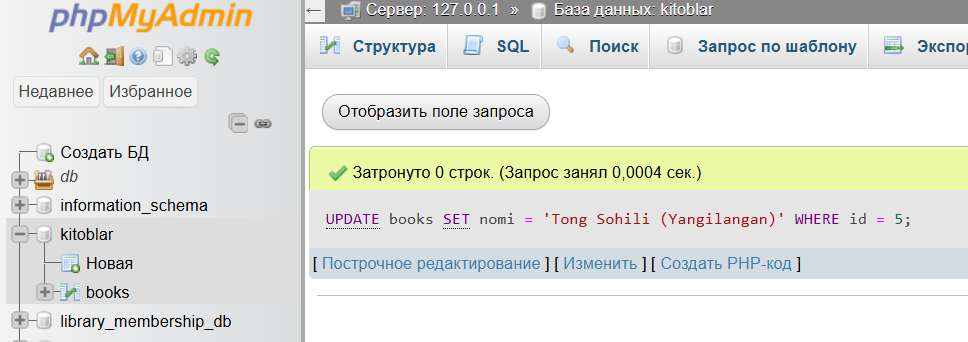 phpMyAdmin
Недавнее Избранное
Создать БД
db
information_schema
kitoblar
Новая
books
library_membership_db
← Сервер: 127.0.0.1 » База данных: kitoblar
Структура SQL Поиск Запрос по шаблону Экспор
Отобразить поле запроса
Затронуто 0 строк. (Запрос занял 0,0004 сек.)
UPDATE books SET nomi = 'Tong Sohili (Yangilangan)' WHERE id = 5;
[ Построчное редактирование ] [ Изменить ] [ Создать PHP-код ]